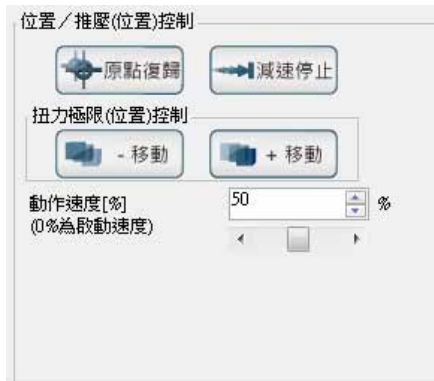 位置／推壓(位置)控制
原點復歸 減速停止
扭力極限(位置)控制
- 移動 + 移動
動作速度[%] 50 %
(0%為啟動速度)